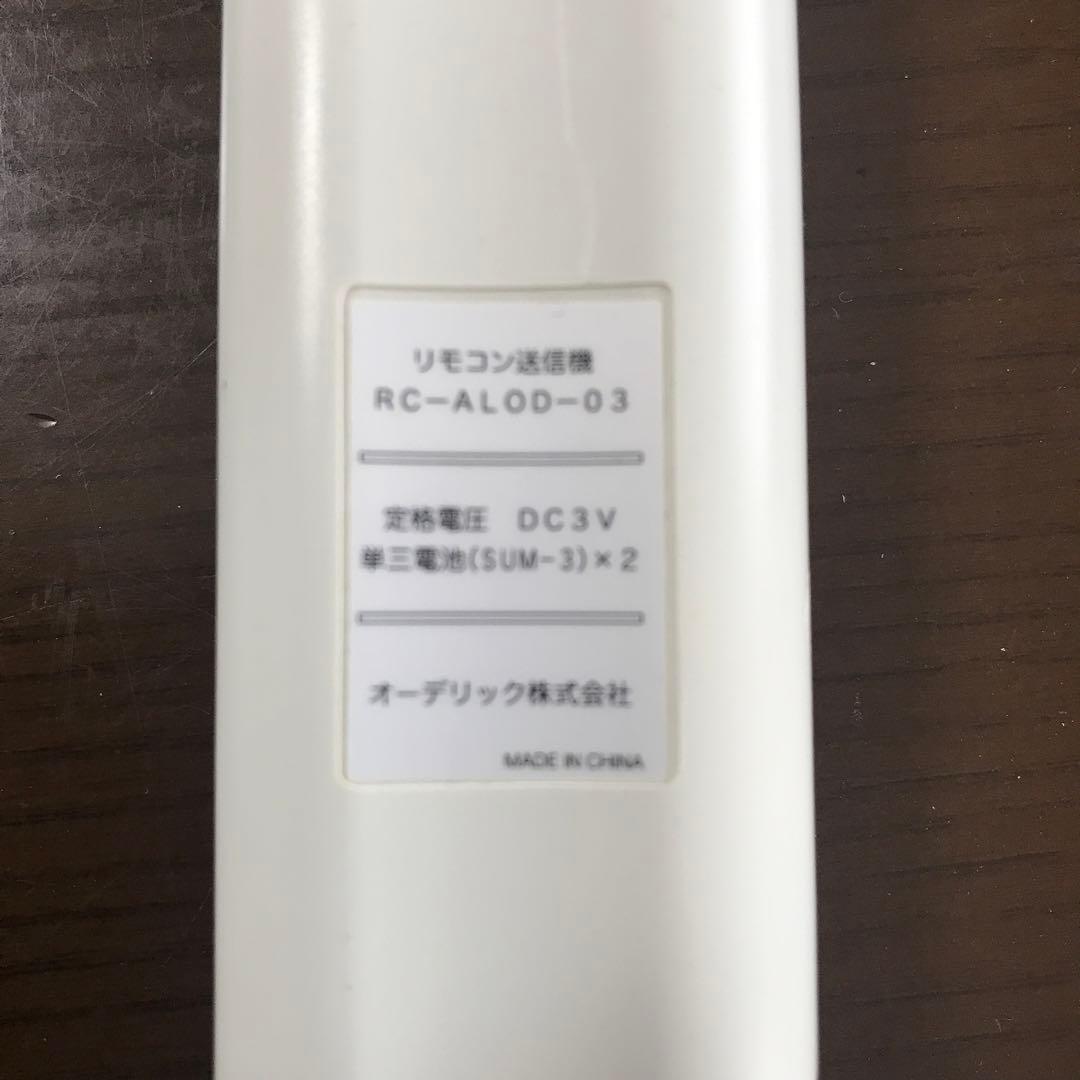 リモコン送信機
RC-ALOD-03
定格電圧 DC3V
単三電池(SUM-3)×2
オーデリック株式会社
MADE IN CHINA